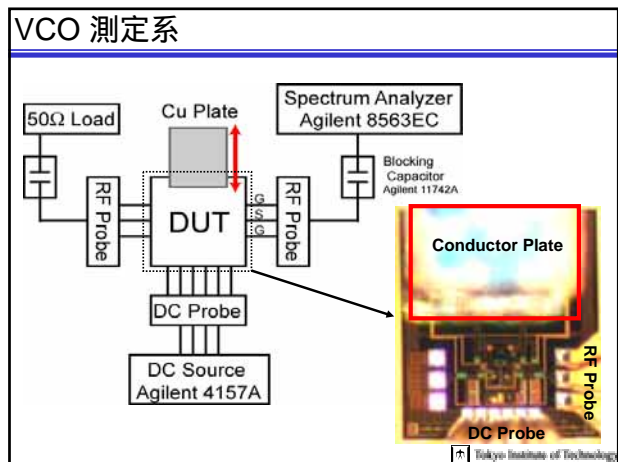 VCO 測定系
50Ω Load
Cu Plate
Spectrum Analyzer
Agilent 8563EC
Blocking
Capacitor
Agilent 11742A
RF Probe
DUT
G
S
G
RF Probe
DC Probe
DC Source
Agilent 4157A
Conductor Plate
RF Probe
DC Probe
Tokyo Institute of Technology